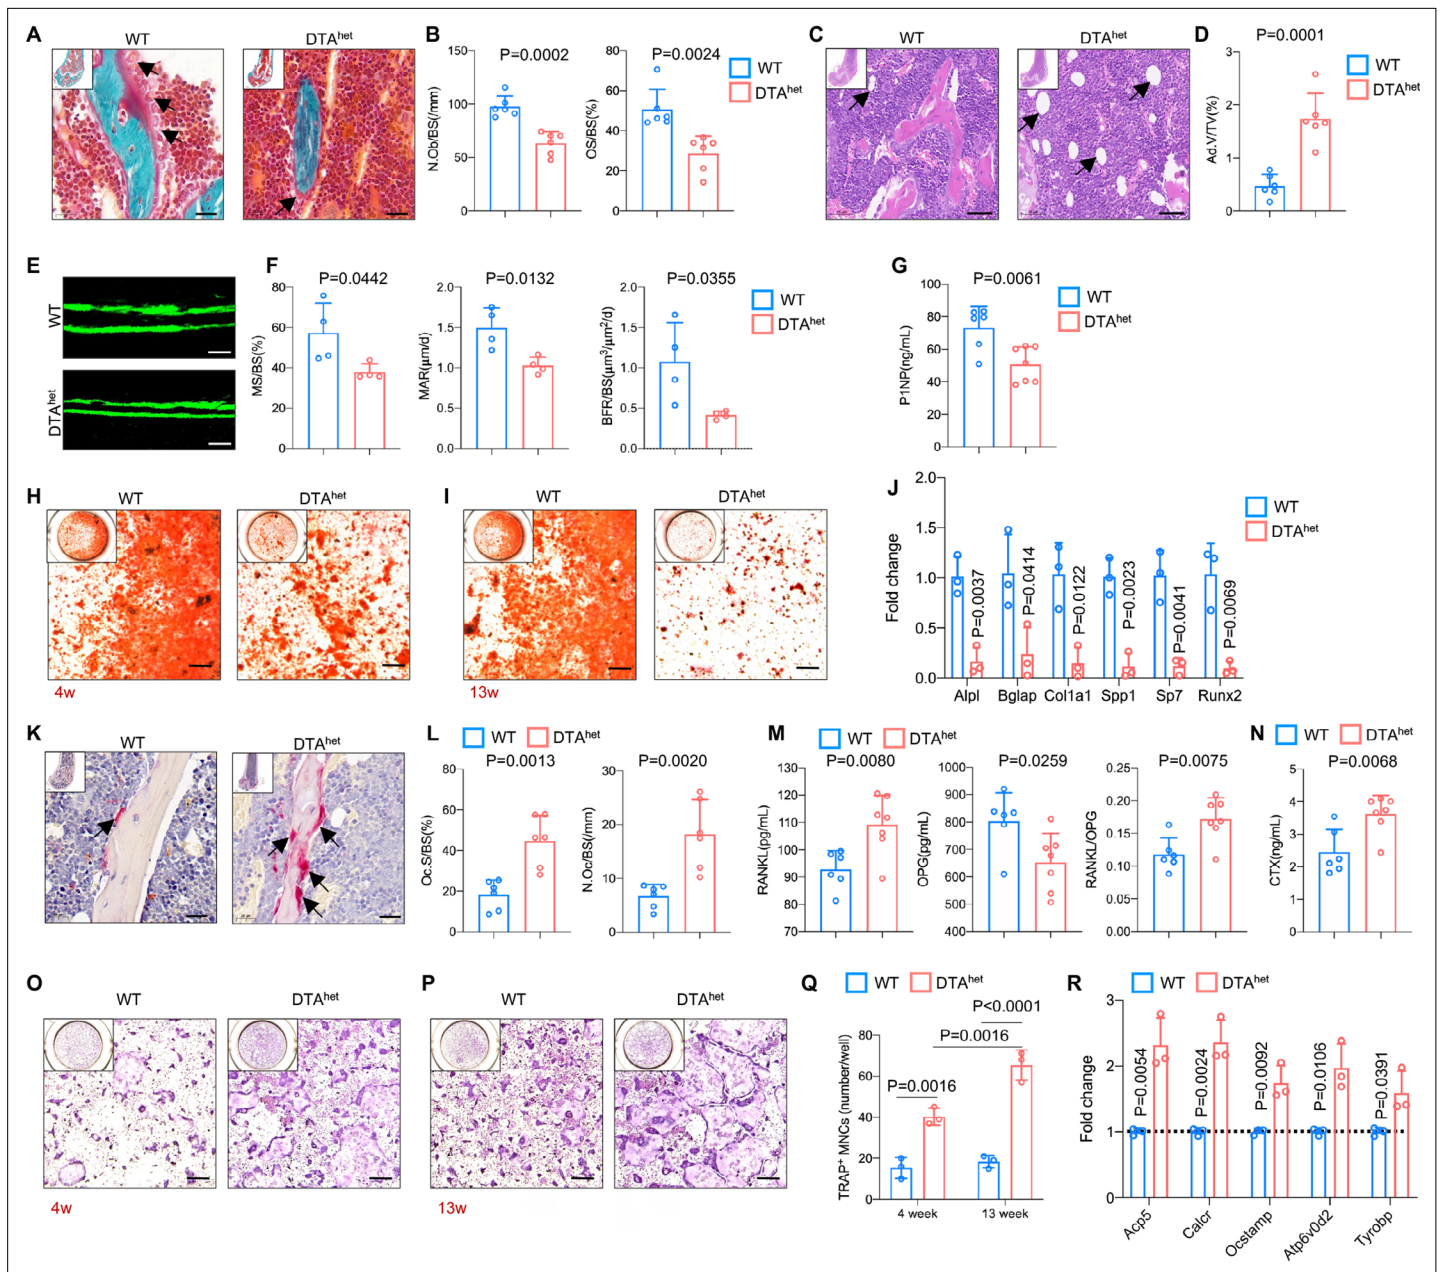 A
WT
DTAhet
B
P=0.0002
N.Ob/BS(/mm)
150
100
50
0
P=0.0024
OS/BS(%)
80
60
40
20
0
WT
DTAhet
C
WT
DTAhet
D
P=0.0001
Ad.V/TV(%)
3
2
1
0
WT
DTAhet
E
WT
DTAhet
F
P=0.0442
MS/BS(%)
80
60
40
20
0
P=0.0132
MAR(μm/d)
2.0
1.5
1.0
0.5
0.0
P=0.0355
BFR/BS(μm³/μm²/d)
2.0
1.5
1.0
0.5
0.0
WT
DTAhet
G
P=0.0061
P1NP(ng/mL)
100
80
60
40
20
0
WT
DTAhet
H
WT
DTAhet
4w
I
WT
DTAhet
13w
J
Fold change
2.0
1.5
1.0
0.5
0.0
P=0.0037
P=0.0414
P=0.0122
P=0.0023
P=0.0041
P=0.0069
Alpl
Bglap
Col1a1
Spp1
Sp7
Runx2
WT
DTAhet
K
WT
DTAhet
L
WT
DTAhet
P=0.0013
Oc.S/BS(%)
80
60
40
20
0
P=0.0020
N.Oc/BS(/mm)
30
20
10
0
M
WT
DTAhet
P=0.0080
RANKL(pg/mL)
130
120
110
100
90
80
70
P=0.0259
OPG(pg/mL)
1000
900
800
700
600
500
400
P=0.0075
RANKL/OPG
0.25
0.20
0.15
0.10
0.05
0.00
N
WT
DTAhet
P=0.0068
CTX(ng/mL)
5
4
3
2
1
0
O
WT
DTAhet
4w
P
WT
DTAhet
13w
Q
WT
DTAhet
P<0.0001
P=0.0016
P=0.0016
TRAP⁺ MNCs (number/well)
80
60
40
20
0
4 week
13 week
R
WT
DTAhet
Fold change
3
2
1
0
P=0.0054
P=0.0024
P=0.0092
P=0.0106
P=0.0391
Acp5
Calcr
Ocstamp
Atp6v0d2
Tyrobp